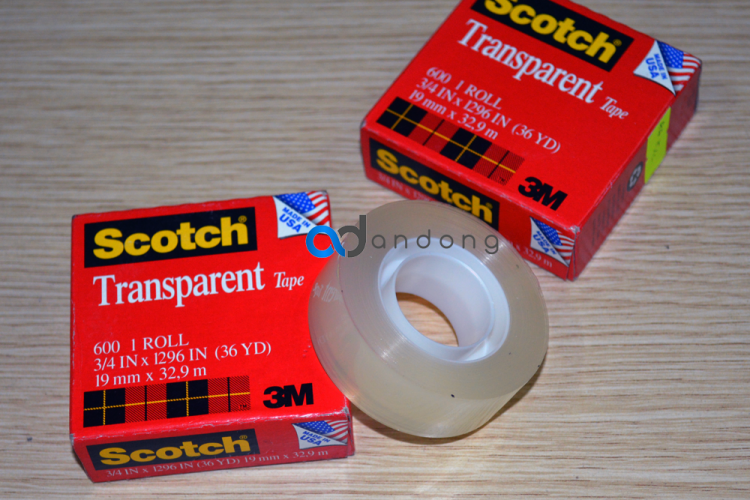 Scotch
Transparent Tape
MADE IN
USA
600 1 ROLL
3/4 IN x 1296 IN (36 YD)
19 mm x 32,9 m
3M
Scotch
USA
adandong
Scotch
MADE IN
USA
Transparent Tape
600 1 ROLL
3/4 IN x 1296 IN (36 YD)
19 mm x 32,9 m
3M
Scotch
MADE IN
USA
3/4 IN x 1296 IN (36 YD) 19 mm x 32,9 m